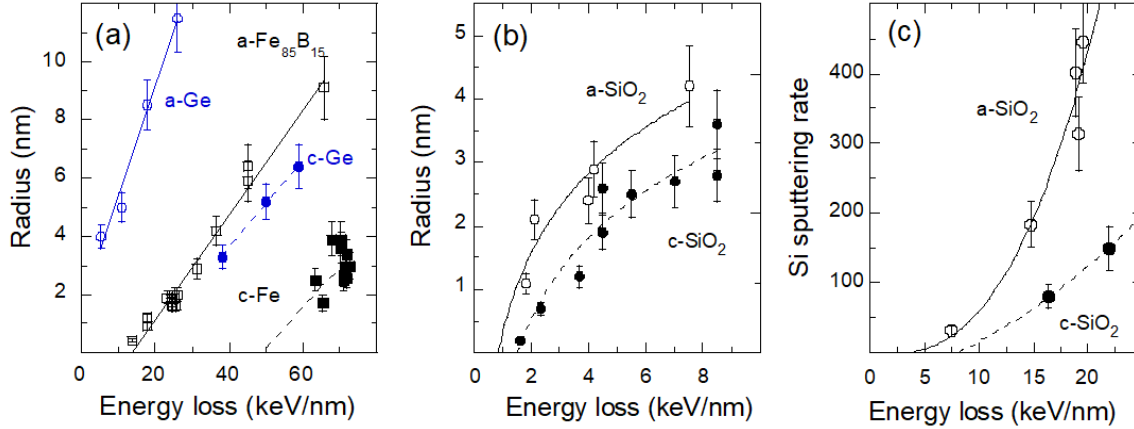 (a)
a-Fe85B15
a-Ge
c-Ge
c-Fe
10
8
6
4
2
0
20
40
60
Radius (nm)
Energy loss (keV/nm)
(b)
a-SiO2
c-SiO2
5
4
3
2
1
0
2
4
6
8
Radius (nm)
Energy loss (keV/nm)
(c)
a-SiO2
c-SiO2
400
300
200
100
0
5
10
15
20
Si sputtering rate
Energy loss (keV/nm)